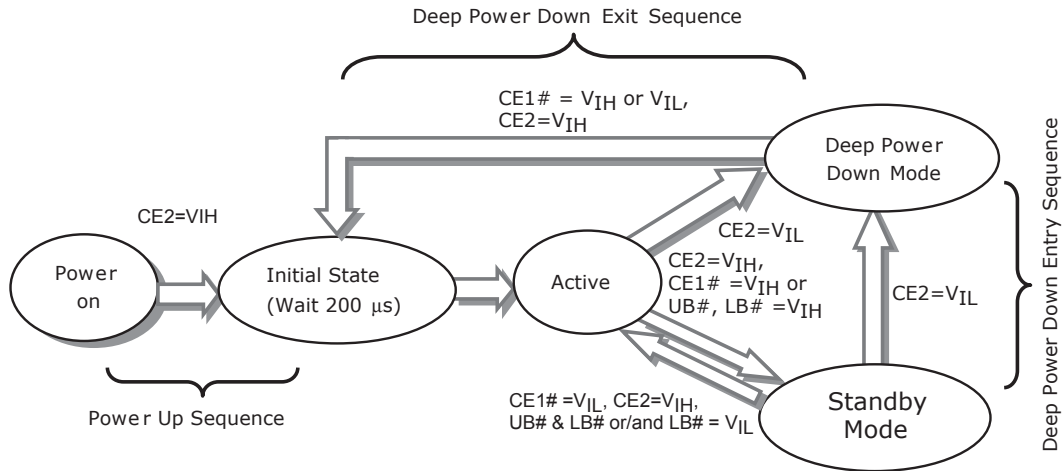 Deep Power Down Exit Sequence
CE1# = VIH or VIL,
CE2=VIH
Deep Power
Down Mode
CE2=VIH
Power
on
Initial State
(Wait 200 μs)
Active
CE2=VIL
CE2=VIH,
CE1# =VIH or
UB#, LB# =VIH
CE2=VIL
Deep Power Down Entry Sequence
Power Up Sequence
CE1# =VIL, CE2=VIH,
UB# & LB# or/and LB# = VIL
Standby
Mode